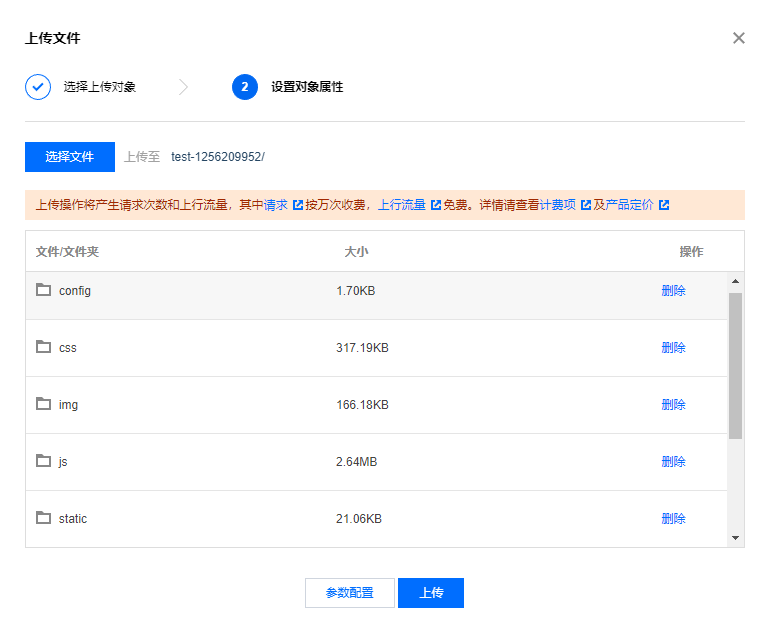 上传文件
选择上传对象
2 设置对象属性
选择文件 上传至 test-1256209952/
上传操作将产生请求次数和上行流量，其中请求 按万次收费，上行流量 免费。详情请查看计费项 及产品定价
文件/文件夹 大小 操作
config 1.70KB 删除
css 317.19KB 删除
img 166.18KB 删除
js 2.64MB 删除
static 21.06KB 删除
参数配置 上传